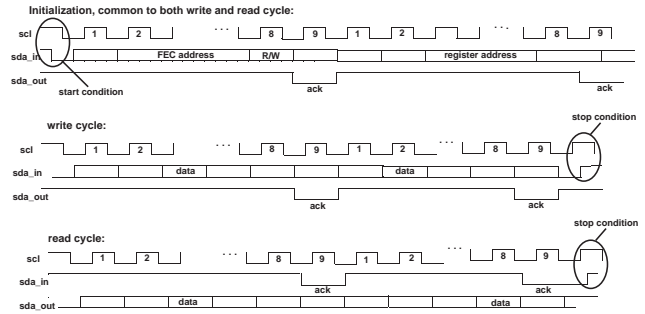 Initialization, common to both write and read cycle:
scl 1 2 ... 8 9 1 2 ... 8 9
sda_in FEC address R/W register address
sda_out
start condition ack ack
stop condition
write cycle:
scl 1 2 ... 8 9 1 2 ... 8 9
sda_in data data
sda_out
ack ack
stop condition
read cycle:
scl 1 2 ... 8 9 1 2 ... 8 9
sda_in
ack ack
sda_out data data